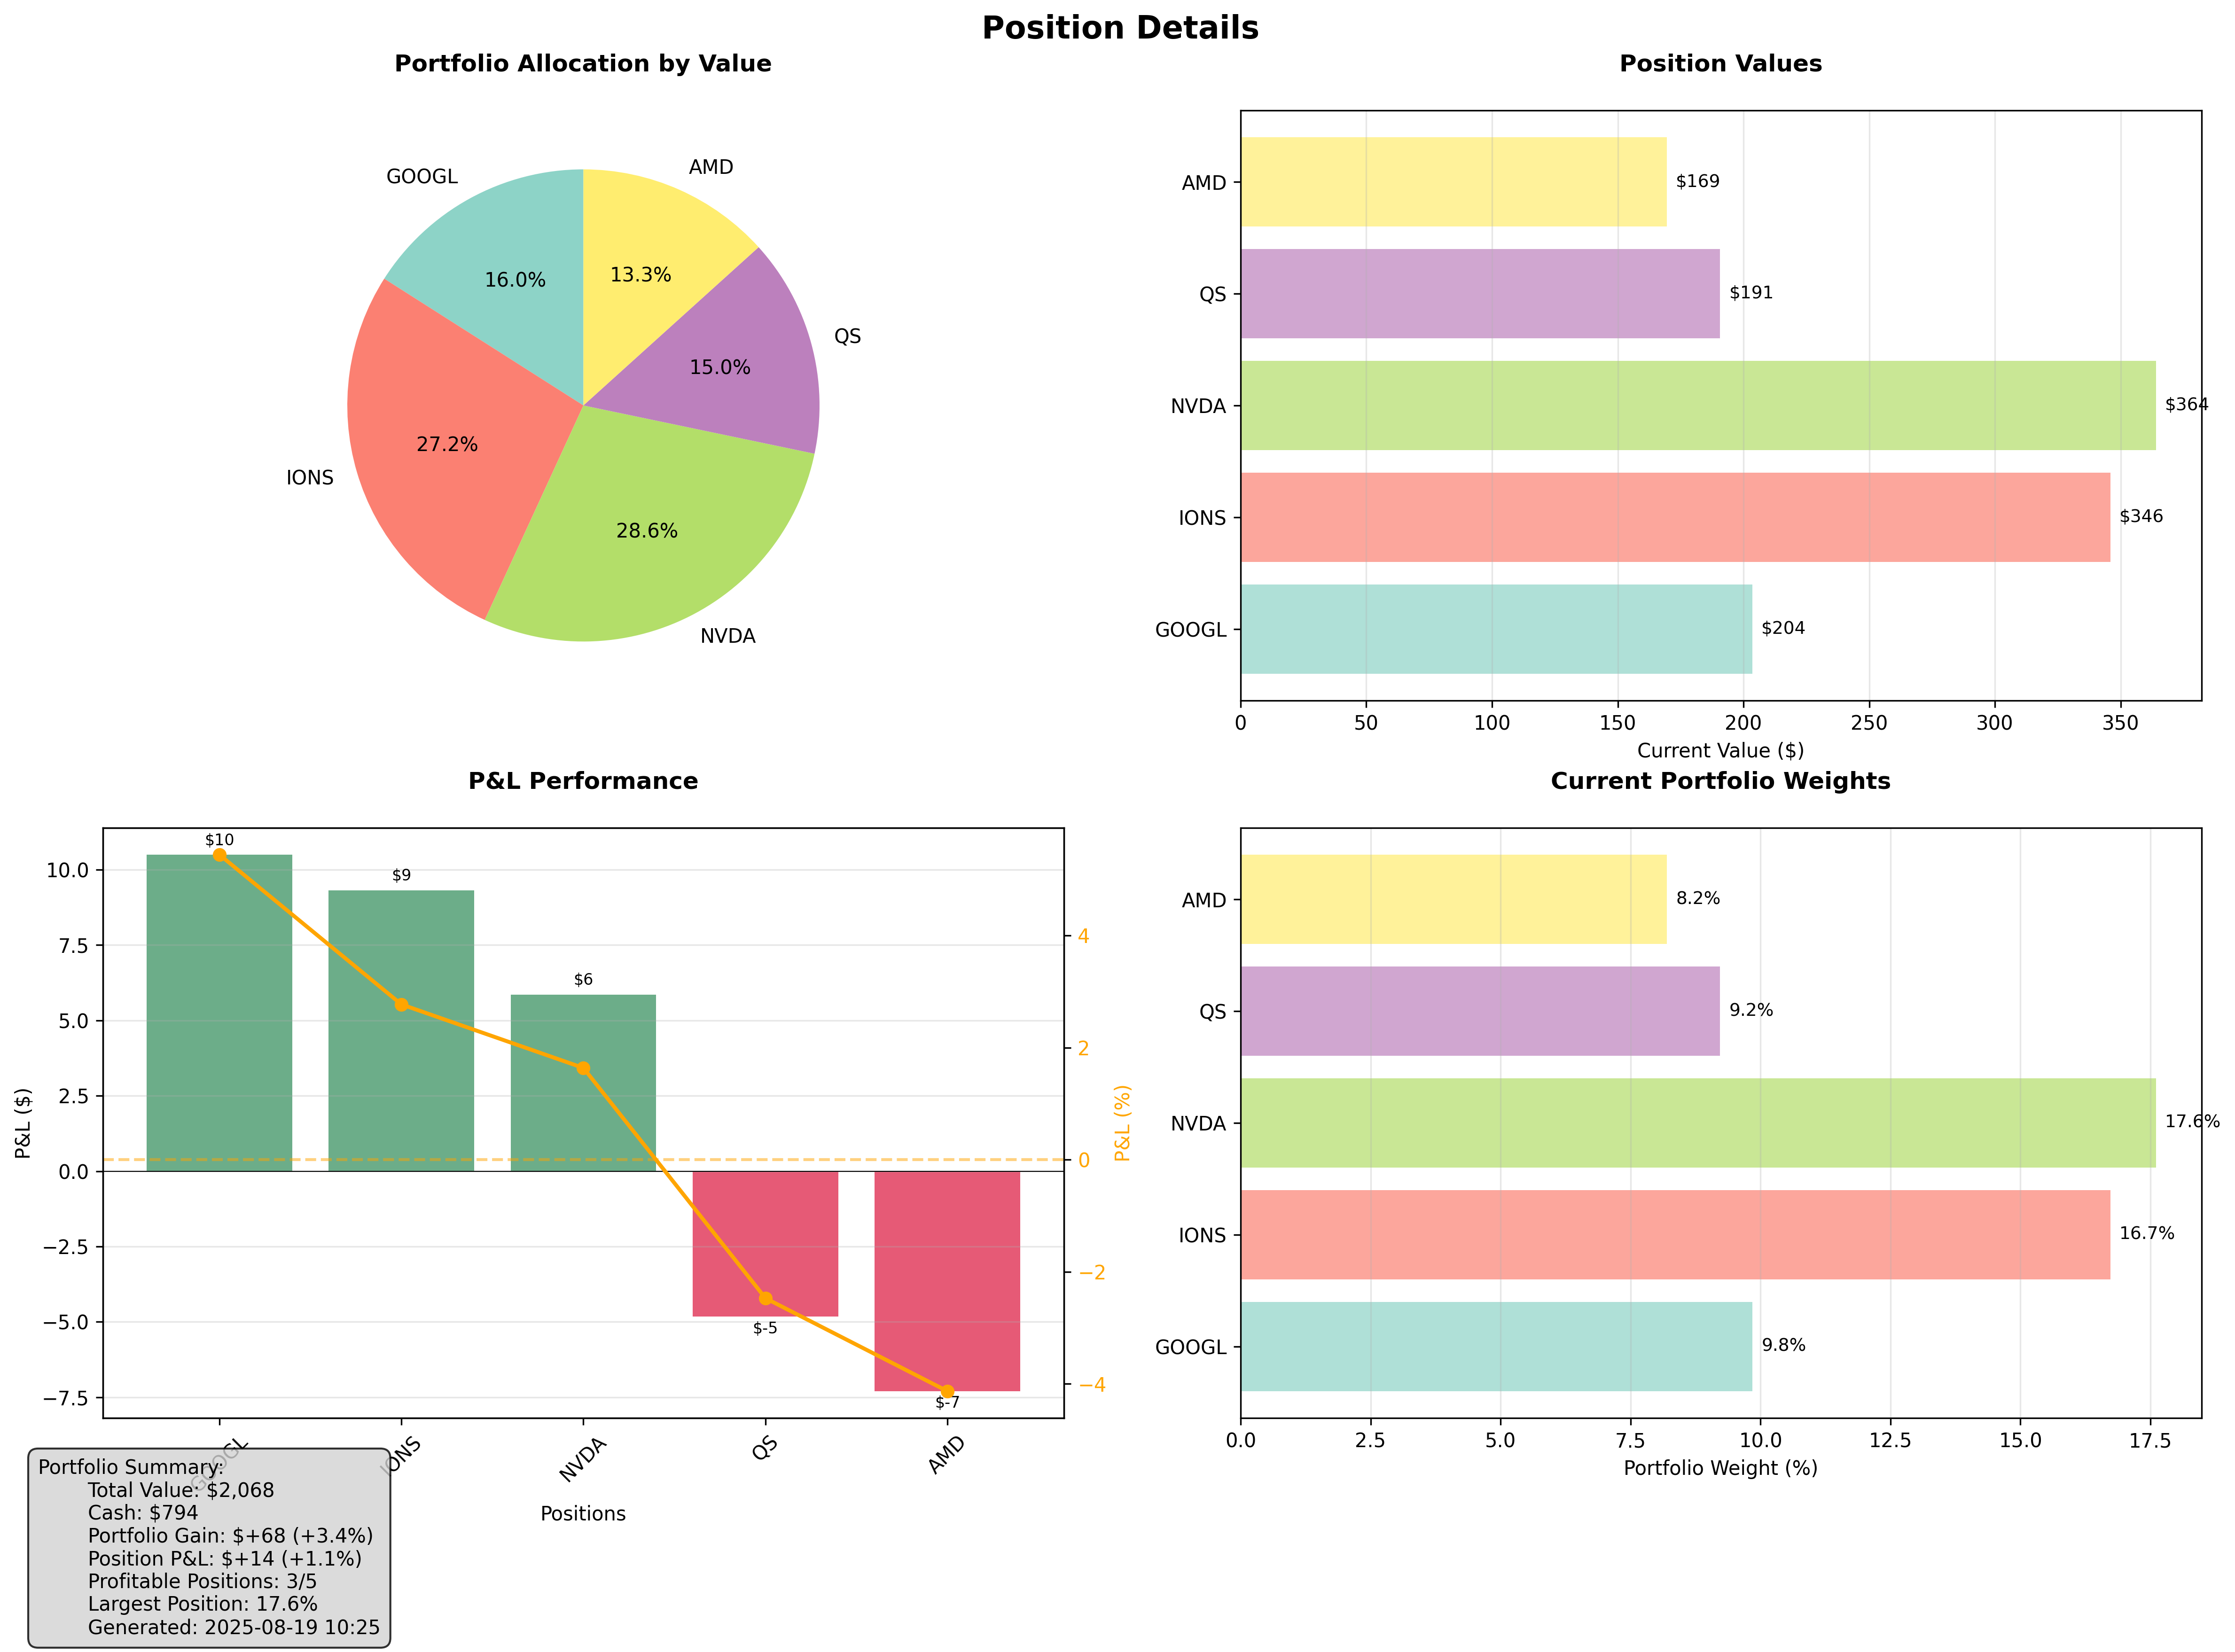 Position Details
Portfolio Allocation by Value
GOOGL
AMD
16.0%
13.3%
QS
15.0%
27.2%
IONS
28.6%
NVDA
Position Values
AMD
$169
QS
$191
NVDA
$364
IONS
$346
GOOGL
$204
0 50 100 150 200 250 300 350
Current Value ($)
P&L Performance
$10
$9
$6
$-5
$-7
10.0
7.5
5.0
2.5
0.0
−2.5
−5.0
−7.5
P&L ($)
4
2
0
−2
−4
P&L (%)
GOOGL IONS NVDA QS AMD
Positions
Current Portfolio Weights
AMD
8.2%
QS
9.2%
NVDA
17.6%
IONS
16.7%
GOOGL
9.8%
0.0 2.5 5.0 7.5 10.0 12.5 15.0 17.5
Portfolio Weight (%)
Portfolio Summary:
Total Value: $2,068
Cash: $794
Portfolio Gain: $+68 (+3.4%)
Position P&L: $+14 (+1.1%)
Profitable Positions: 3/5
Largest Position: 17.6%
Generated: 2025-08-19 10:25